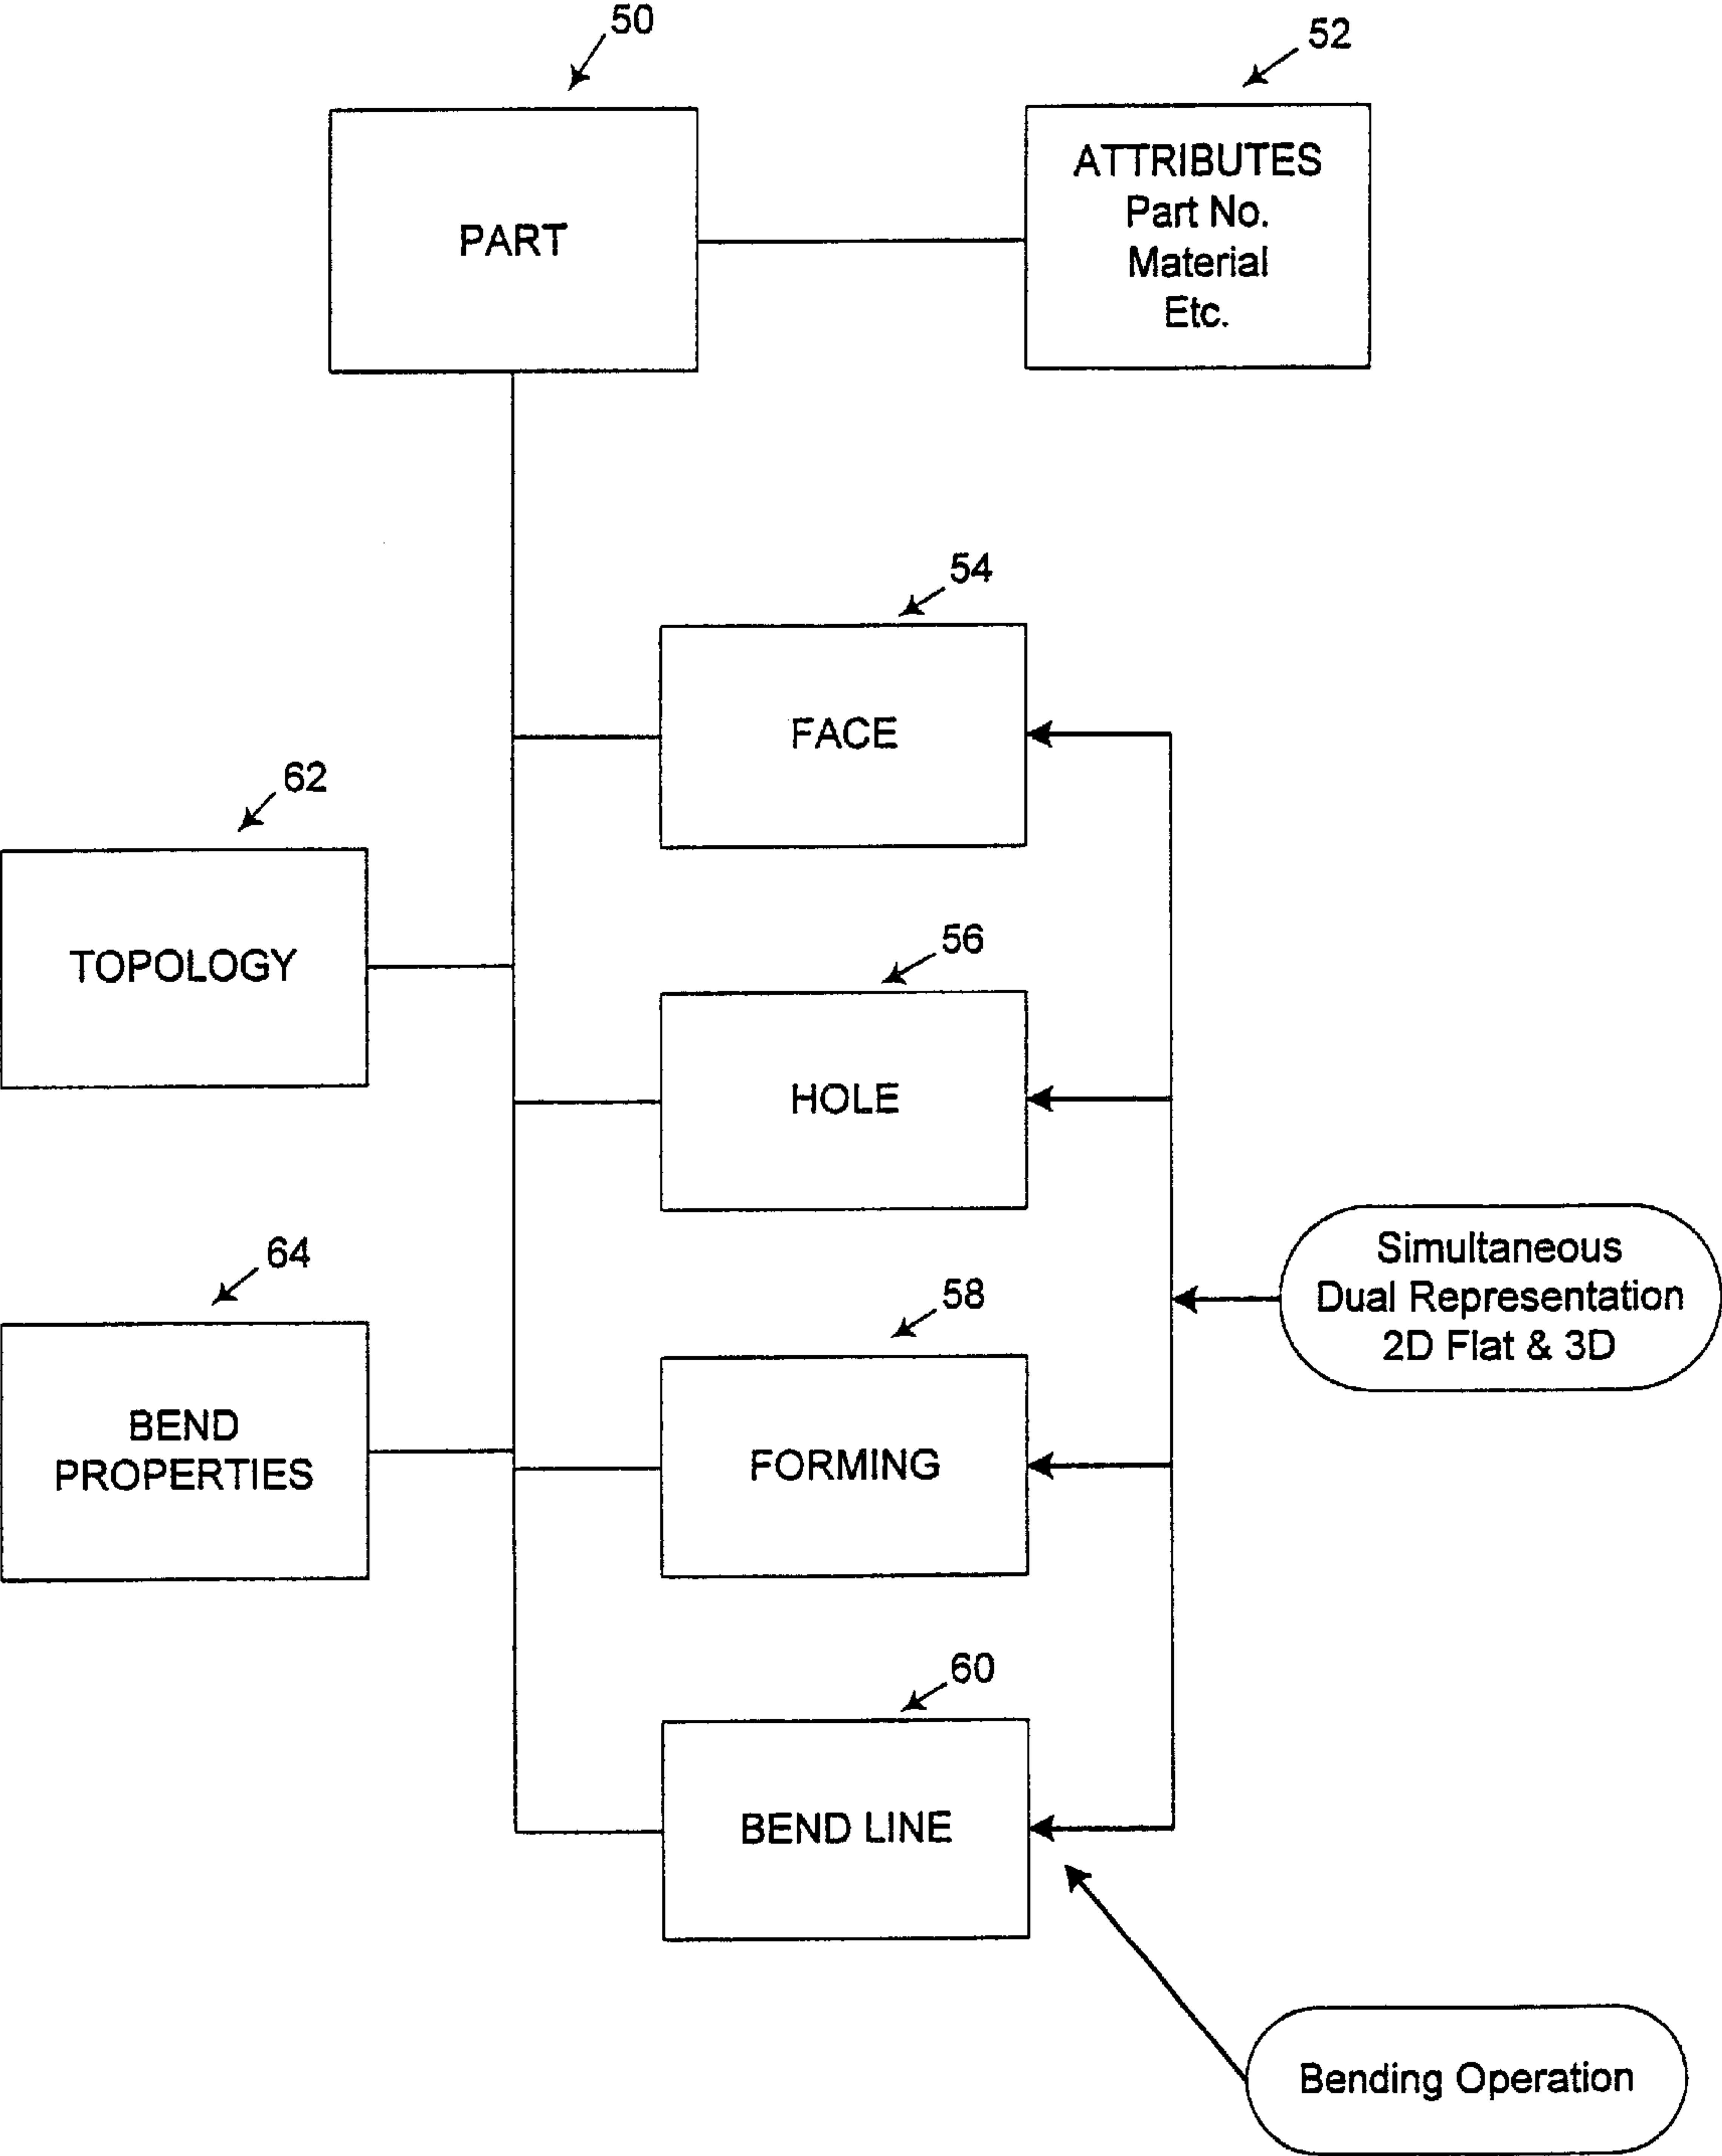 50
52
PART
ATTRIBUTES
Part No.
Material
Etc.
54
FACE
62
TOPOLOGY
56
HOLE
64
BEND
PROPERTIES
58
FORMING
Simultaneous
Dual Representation
2D Flat & 3D
60
BEND LINE
Bending Operation